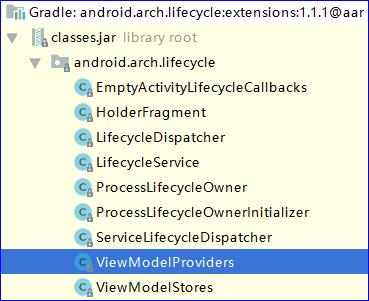 Gradle: android.arch.lifecycle:extensions:1.1.1@aar
classes.jar library root
android.arch.lifecycle
EmptyActivityLifecycleCallbacks
HolderFragment
LifecycleDispatcher
LifecycleService
ProcessLifecycleOwner
ProcessLifecycleOwnerInitializer
ServiceLifecycleDispatcher
ViewModelProviders
ViewModelStores